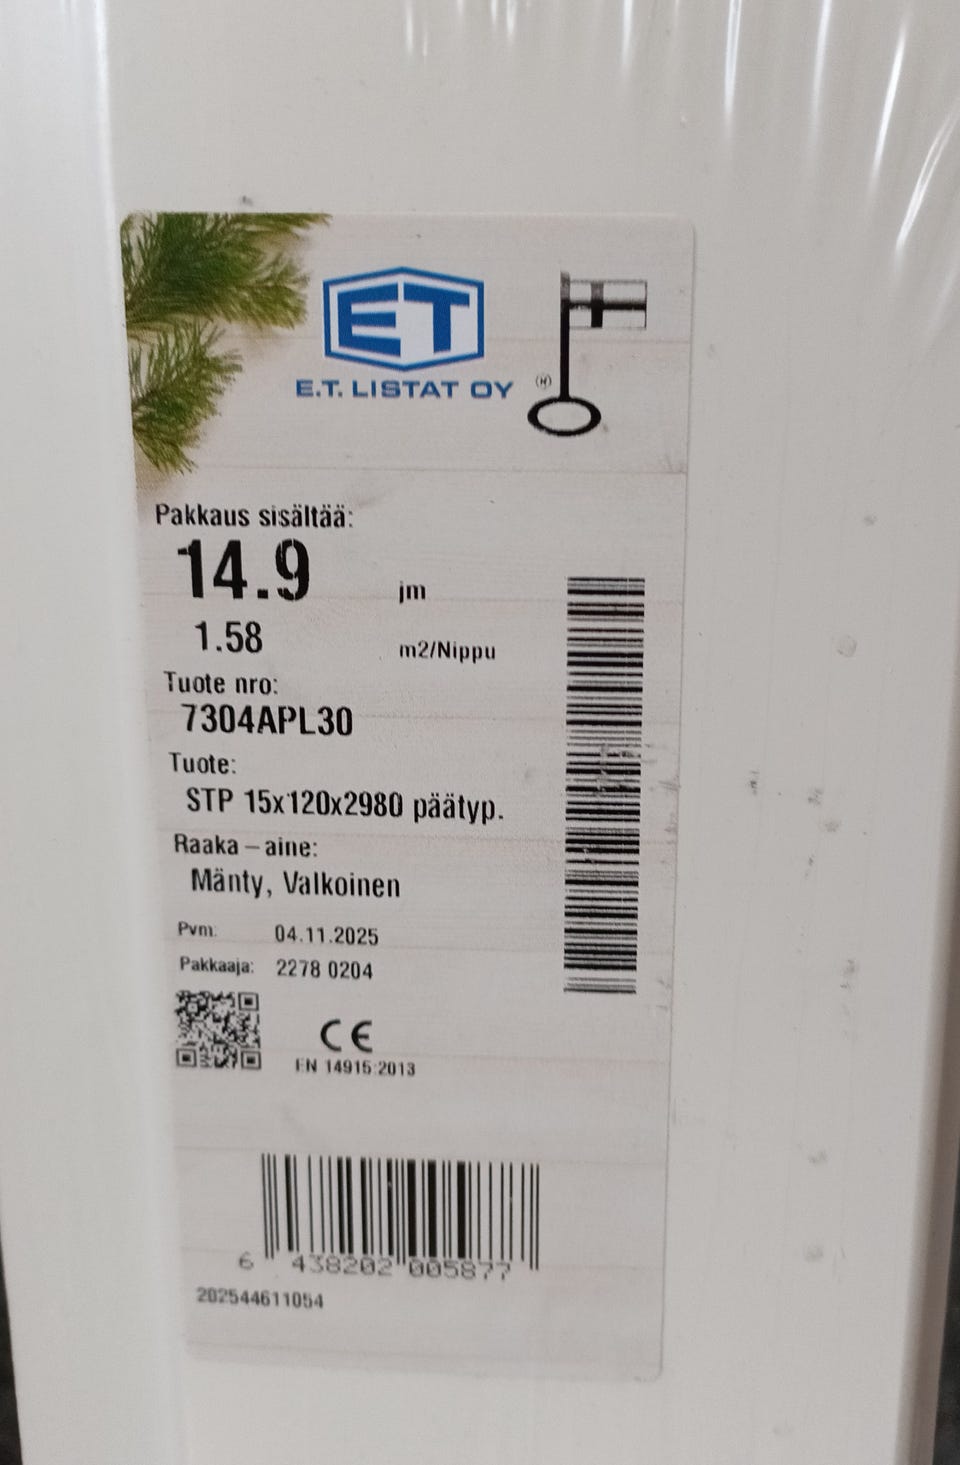 ET
E.T. LISTAT OY
Pakkaus sisältää:
14.9 jm
1.58 m2/Nippu
Tuote nro:
7304APL30
Tuote:
STP 15x120x2980 päätyp.
Raaka – aine:
Mänty, Valkoinen
Pvm: 04.11.2025
Pakkaaja: 2278 0204
CE
EN 14915:2013
6 438202 005877
202544611054